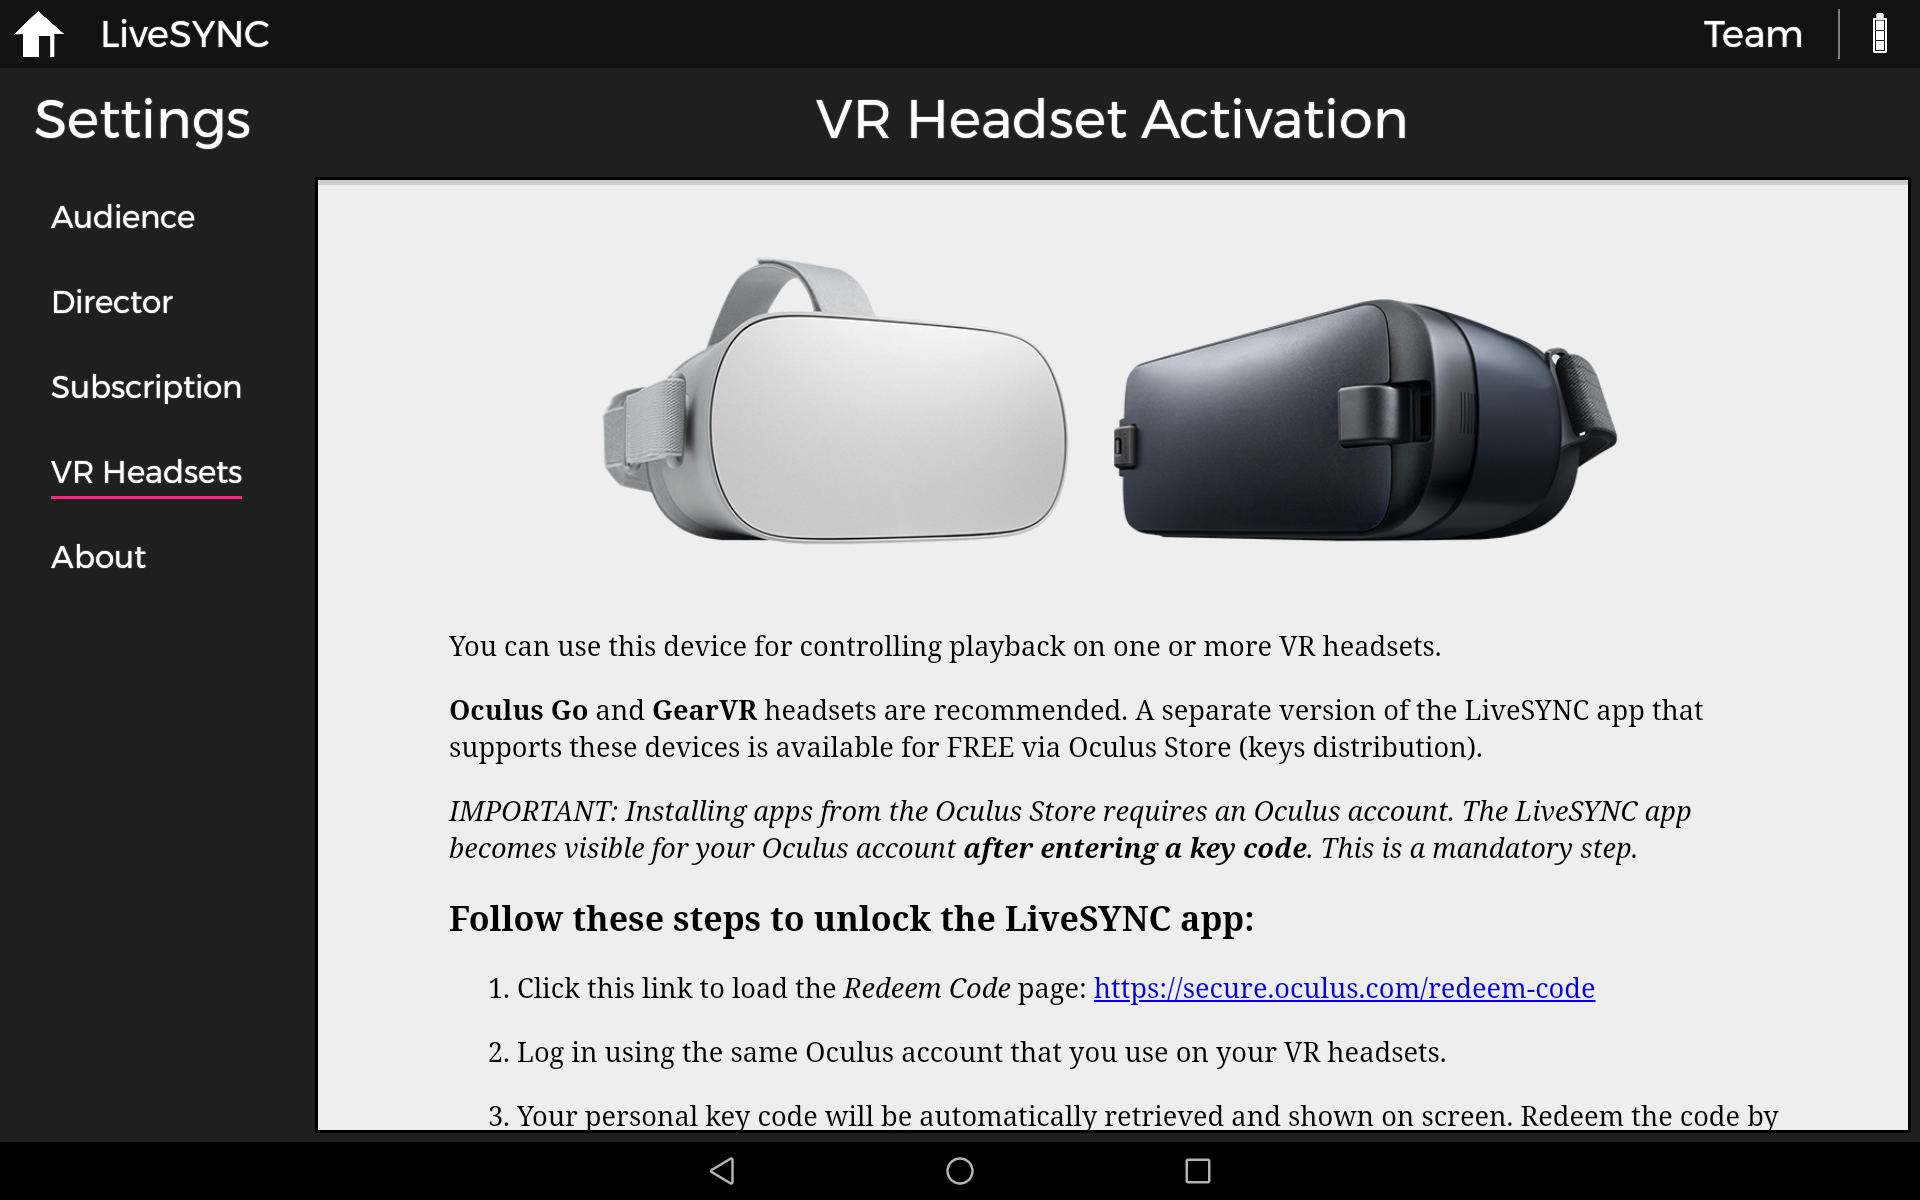 LiveSYNC
Team
Settings
VR Headset Activation
Audience
Director
Subscription
VR Headsets
About
You can use this device for controlling playback on one or more VR headsets.
Oculus Go and GearVR headsets are recommended. A separate version of the LiveSYNC app that
supports these devices is available for FREE via Oculus Store (keys distribution).
IMPORTANT: Installing apps from the Oculus Store requires an Oculus account. The LiveSYNC app
becomes visible for your Oculus account after entering a key code. This is a mandatory step.
Follow these steps to unlock the LiveSYNC app:
1. Click this link to load the Redeem Code page: https://secure.oculus.com/redeem-code
2. Log in using the same Oculus account that you use on your VR headsets.
3. Your personal key code will be automatically retrieved and shown on screen. Redeem the code by